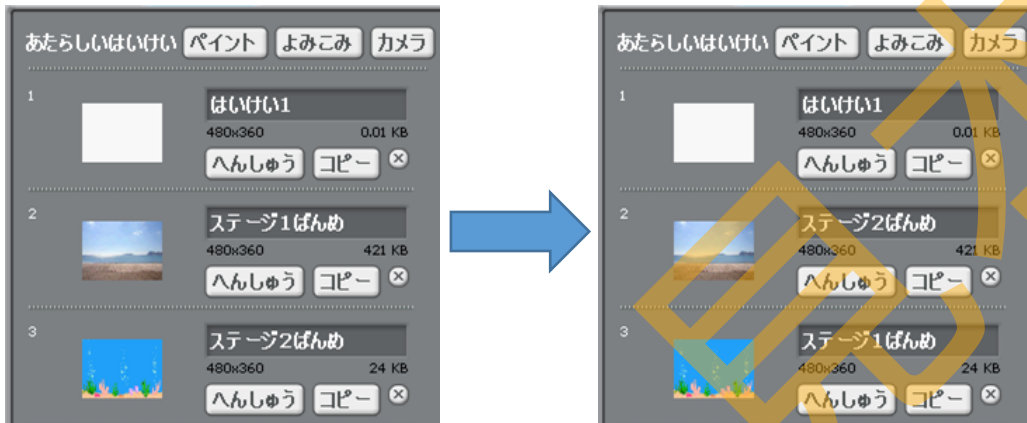 あたらしいはいけい ペイント よみこみ カメラ
1
はいけい1
480x360 0.01 KB
へんしゅう コピー
2
ステージ1ばんめ
480x360 421 KB
へんしゅう コピー
3
ステージ2ばんめ
480x360 24 KB
へんしゅう コピー
あたらしいはいけい ペイント よみこみ カメラ
1
はいけい1
480x360 0.01 KB
へんしゅう コピー
2
ステージ2ばんめ
480x360 421 KB
へんしゅう コピー
3
ステージ1ばんめ
480x360 24 KB
へんしゅう コピー